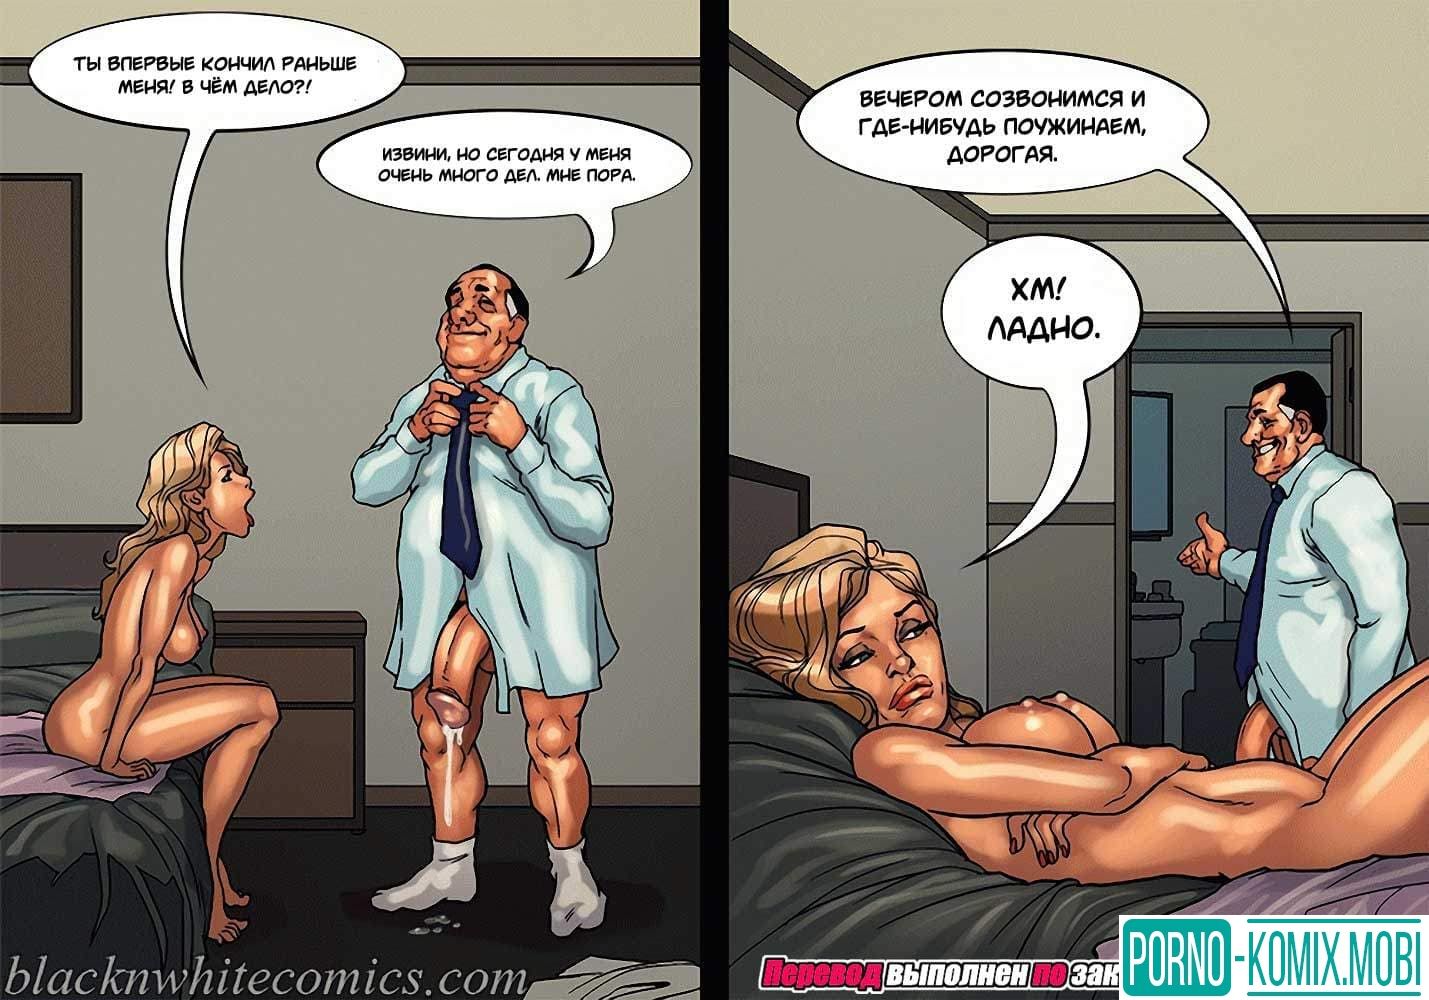 ТЫ ВПЕРВЫЕ КОНЧИЛ РАНЬШЕ
МЕНЯ! В ЧЁМ ДЕЛО?!
ИЗВИНИ, НО СЕГОДНЯ У МЕНЯ
ОЧЕНЬ МНОГО ДЕЛ. МНЕ ПОРА.
ВЕЧЕРОМ СОЗВОНИМСЯ И
ГДЕ-НИБУДЬ ПОУЖИНАЕМ,
ДОРОГАЯ.
ХМ!
ЛАДНО.
blacknwhitecomics.com
Перевод выполнен по зак
PORNO-KOMIX.MOBI